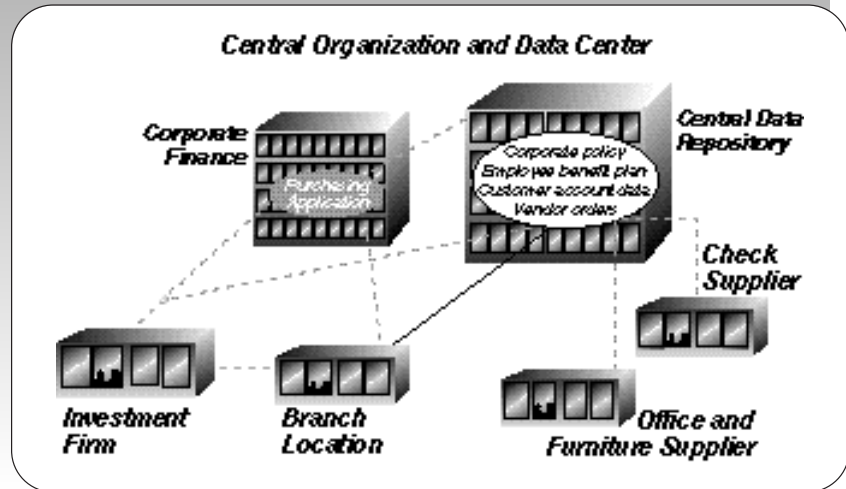 Central Organization and Data Center
Corporate
Finance
Purchasing
Application
Central Data
Repository
Corporate policy
Employee benefit plan
Customer account data
Vendor orders
Check
Supplier
Investment
Firm
Branch
Location
Office and
Furniture Supplier